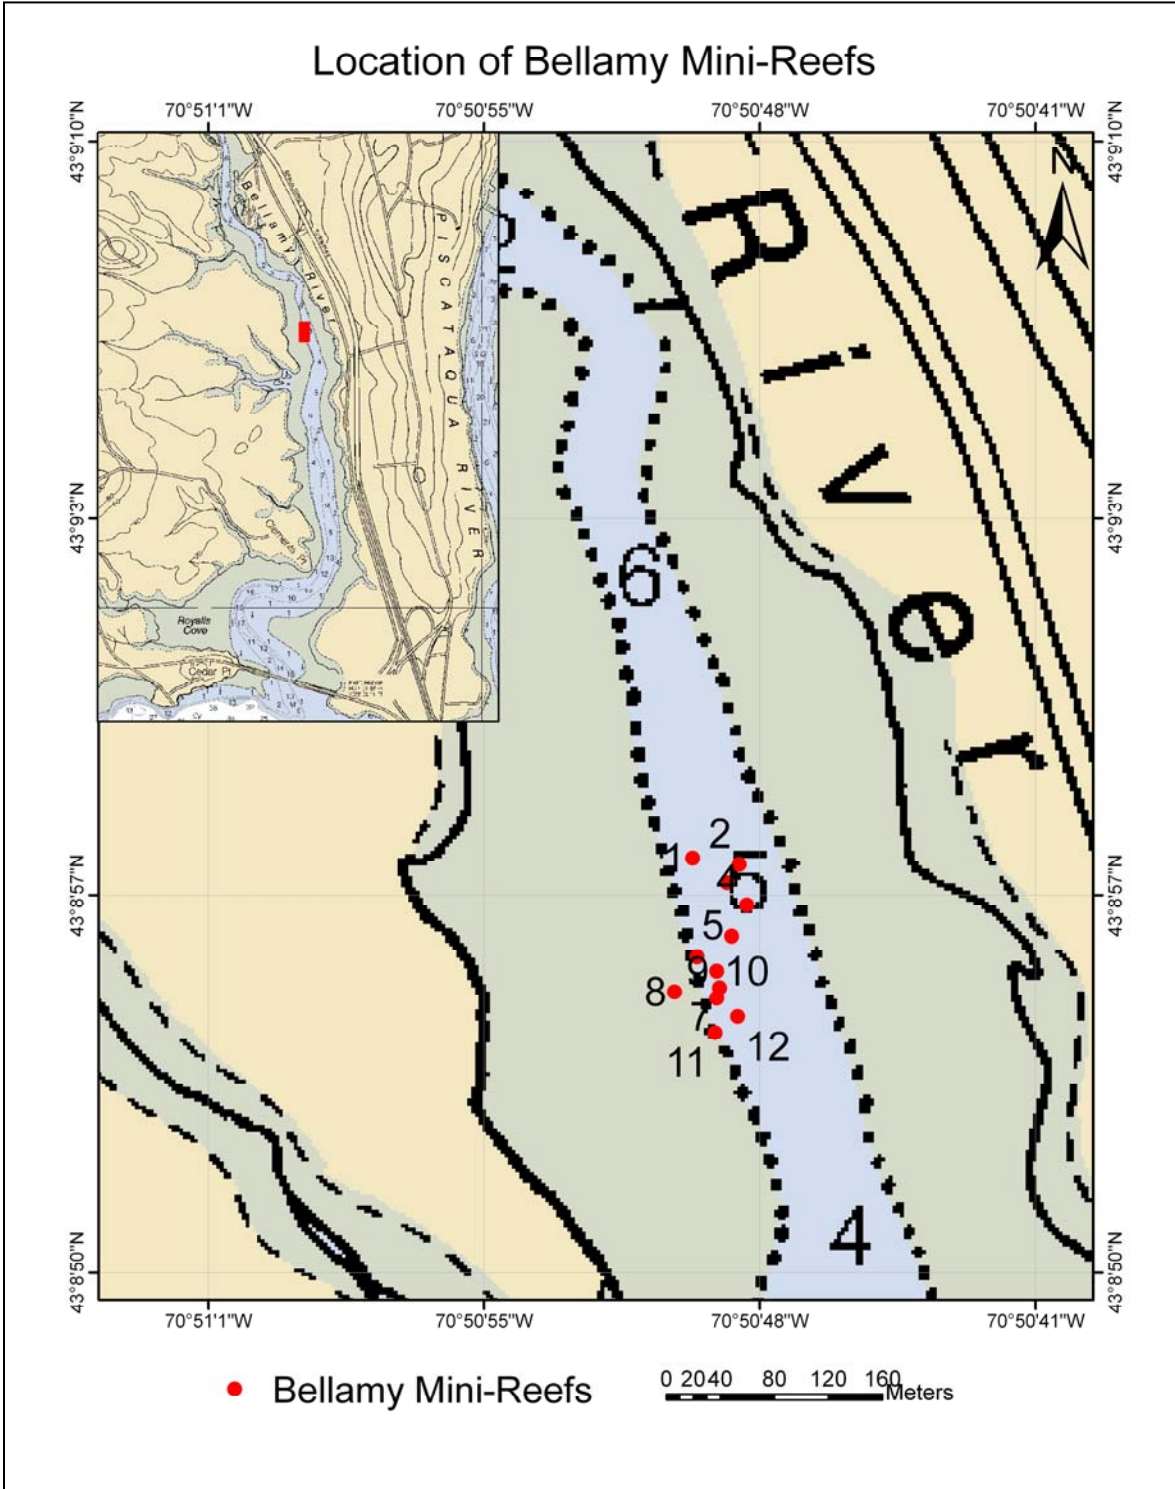 Location of Bellamy Mini-Reefs
70°51'1"W 70°50'55"W 70°50'48"W 70°50'41"W
43°9'10"N 43°9'10"N
N
Bellamy River
PISCATAQUA RIVER
River
43°9'3"N 43°9'3"N
6
Clements Pt
Royalls
Cove
Cedar Pt
2
1
4
5
43°8'57"N 43°8'57"N
5
9 10
8
7
11 12
4
43°8'50"N 43°8'50"N
70°51'1"W 70°50'55"W 70°50'48"W 70°50'41"W
Bellamy Mini-Reefs
0 20 40 80 120 160
Meters